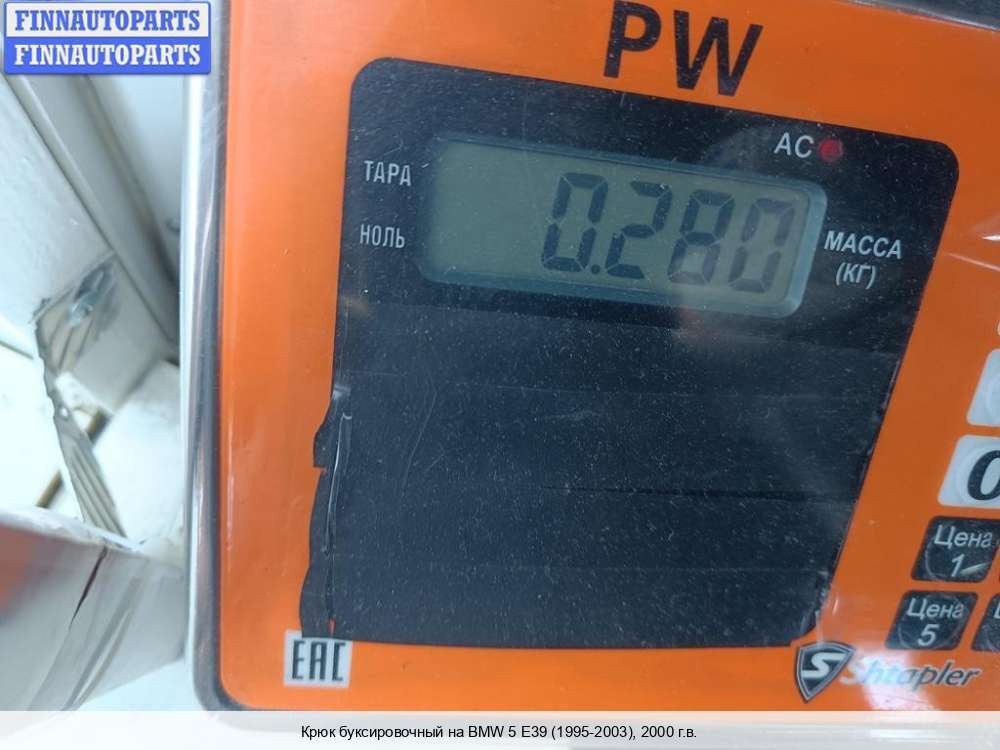 FINNAUTOPARTS
FINNAUTOPARTS
PW
AC
ТАРА
0.280
НОЛЬ
МАССА
(КГ)
0
Цена
1
Цена
5
EAC
Shtapler
Крюк буксировочный на BMW 5 E39 (1995-2003), 2000 г.в.